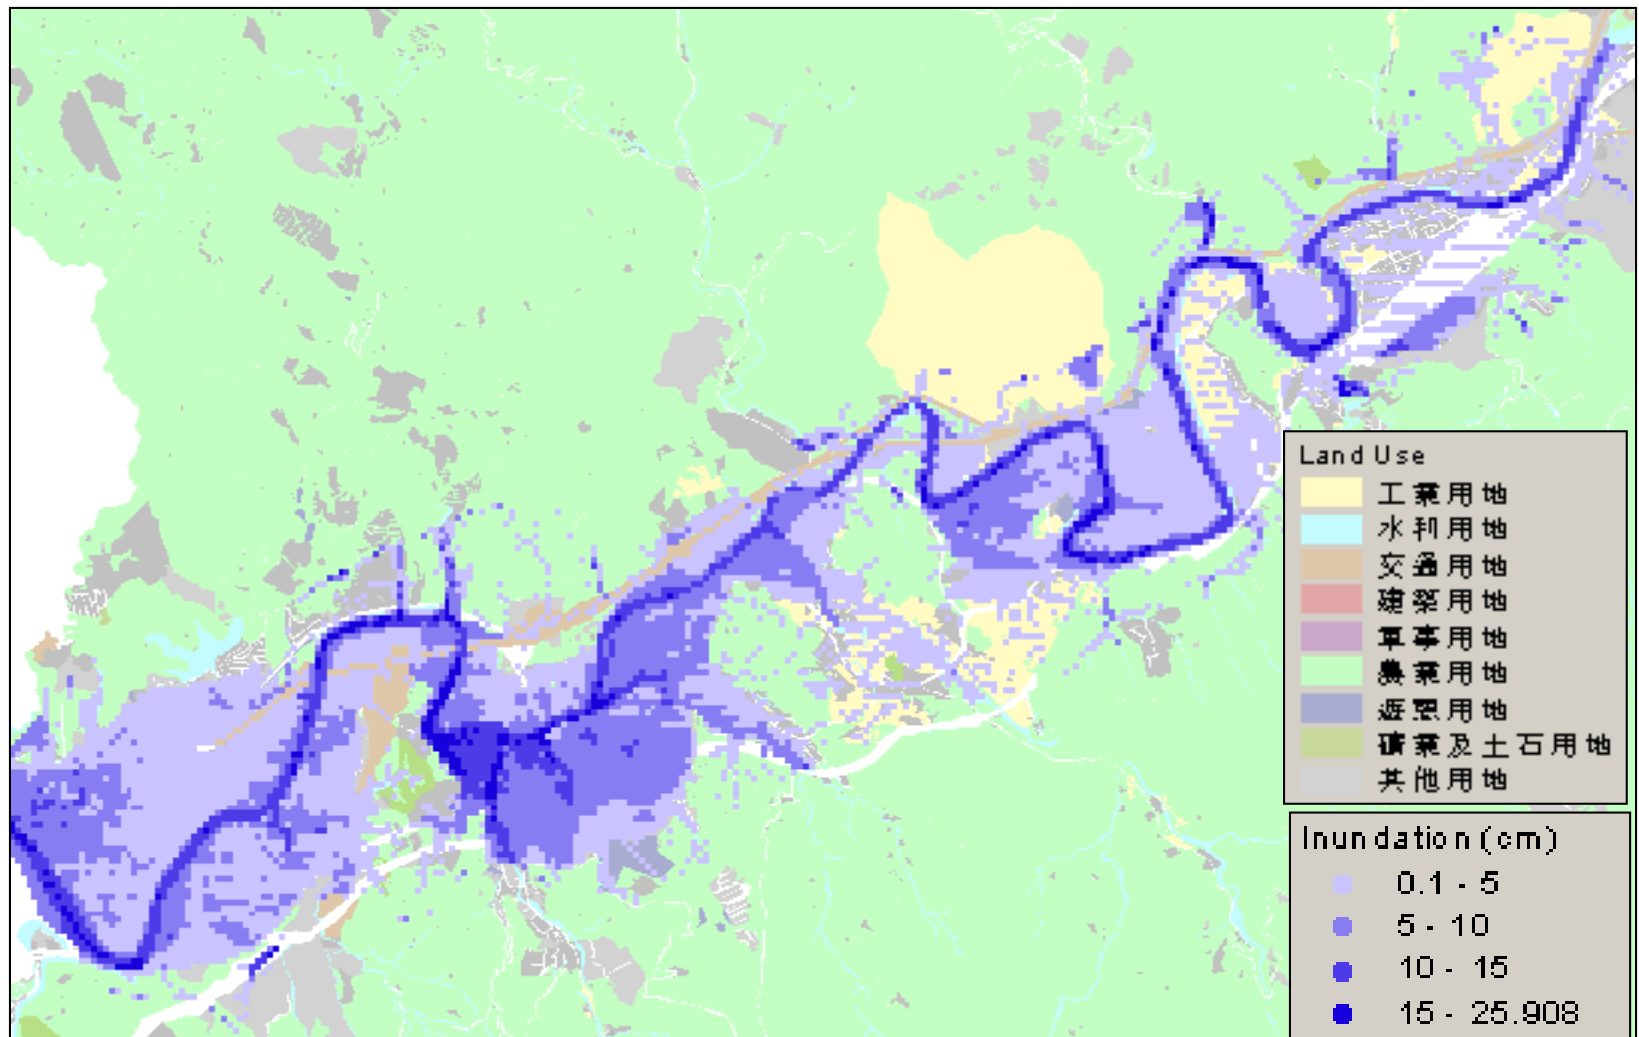 Land Use
工業用地
水利用地
交通用地
建築用地
軍事用地
農業用地
遊憩用地
礦業及土石用地
其他用地
Inundation (cm)
0.1 - 5
5 - 10
10 - 15
15 - 25.908